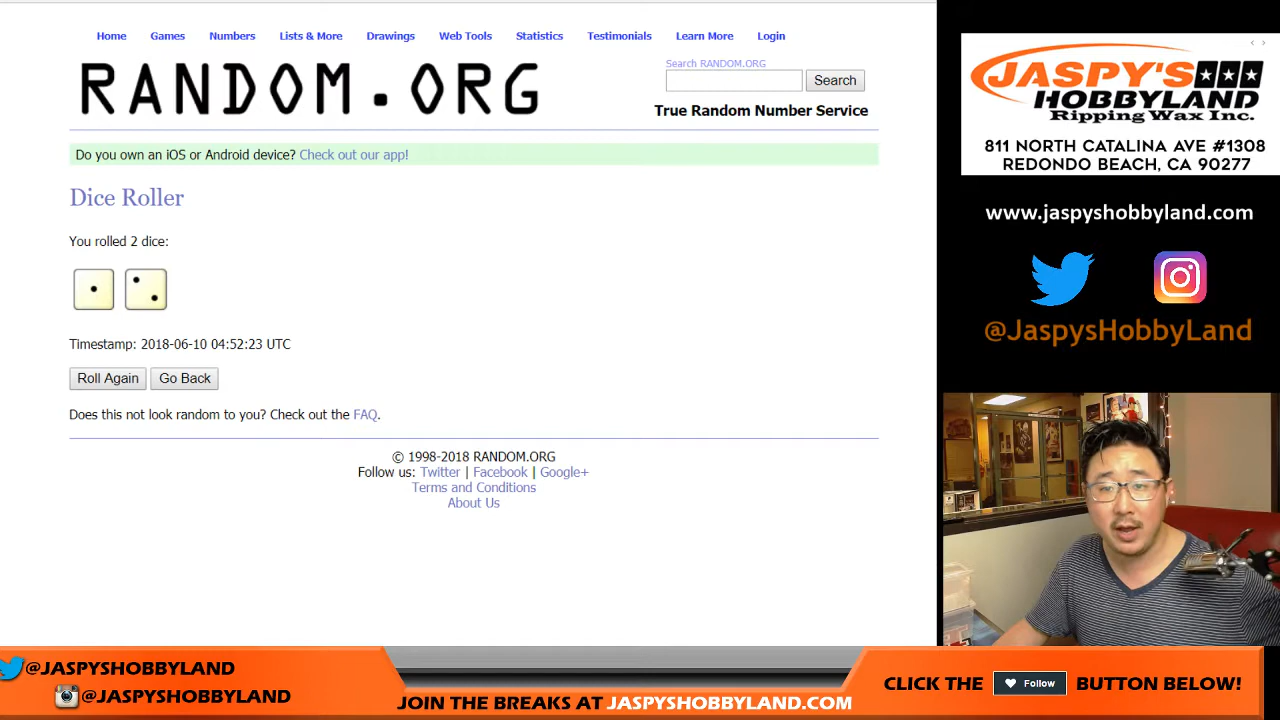 Home Games Numbers Lists & More Drawings Web Tools Statistics Testimonials Learn More Login
RANDOM.ORG
Search RANDOM.ORG
Search
True Random Number Service
Do you own an iOS or Android device? Check out our app!
Dice Roller
You rolled 2 dice:
Timestamp: 2018-06-10 04:52:23 UTC
Roll Again Go Back
Does this not look random to you? Check out the FAQ.
© 1998-2018 RANDOM.ORG
Follow us: Twitter | Facebook | Google+
Terms and Conditions
About Us
JASPY'S
HOBBYLAND
Ripping Wax Inc.
811 NORTH CATALINA AVE #1308
REDONDO BEACH, CA 90277
www.jaspyshobbyland.com
@JaspysHobbyLand
@JASPYSHOBBYLAND
@JASPYSHOBBYLAND
JOIN THE BREAKS AT JASPYSHOBBYLAND.COM
CLICK THE Follow BUTTON BELOW!